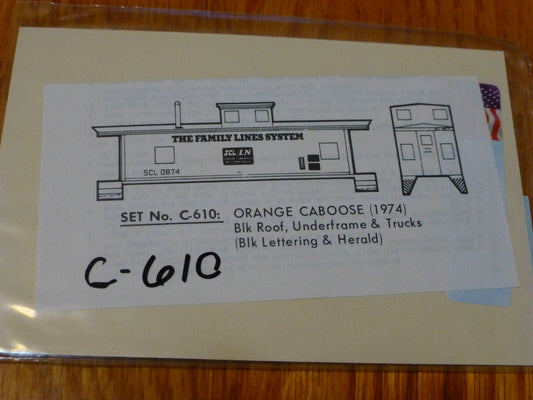 THE FAMILY LINES SYSTEM
SCL L&N
SCL 0874
SET No. C-610: ORANGE CABOOSE (1974)
Blk Roof, Underframe & Trucks
(Blk Lettering & Herald)
C-610